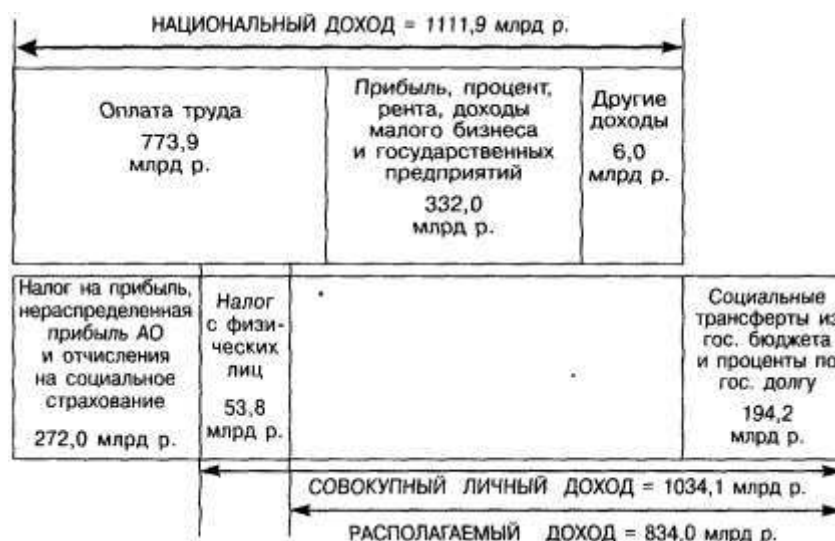 НАЦИОНАЛЬНЫЙ ДОХОД = 1111,9 млрд р.
Оплата труда
773,9
млрд р.
Прибыль, процент,
рента, доходы
малого бизнеса
и государственных
предприятий
332,0
млрд р.
Другие
доходы
6,0
млрд р.
Налог на прибыль,
нераспределенная
прибыль АО
и отчисления
на социальное
страхование
272,0 млрд р.
Налог
с физи-
ческих
лиц
53,8
млрд р.
Социальные
трансферты из
гос. бюджета
и проценты по
гос. долгу
194,2
млрд р.
СОВОКУПНЫЙ ЛИЧНЫЙ ДОХОД = 1034,1 млрд р.
РАСПОЛАГАЕМЫЙ ДОХОД = 834,0 млрд р.